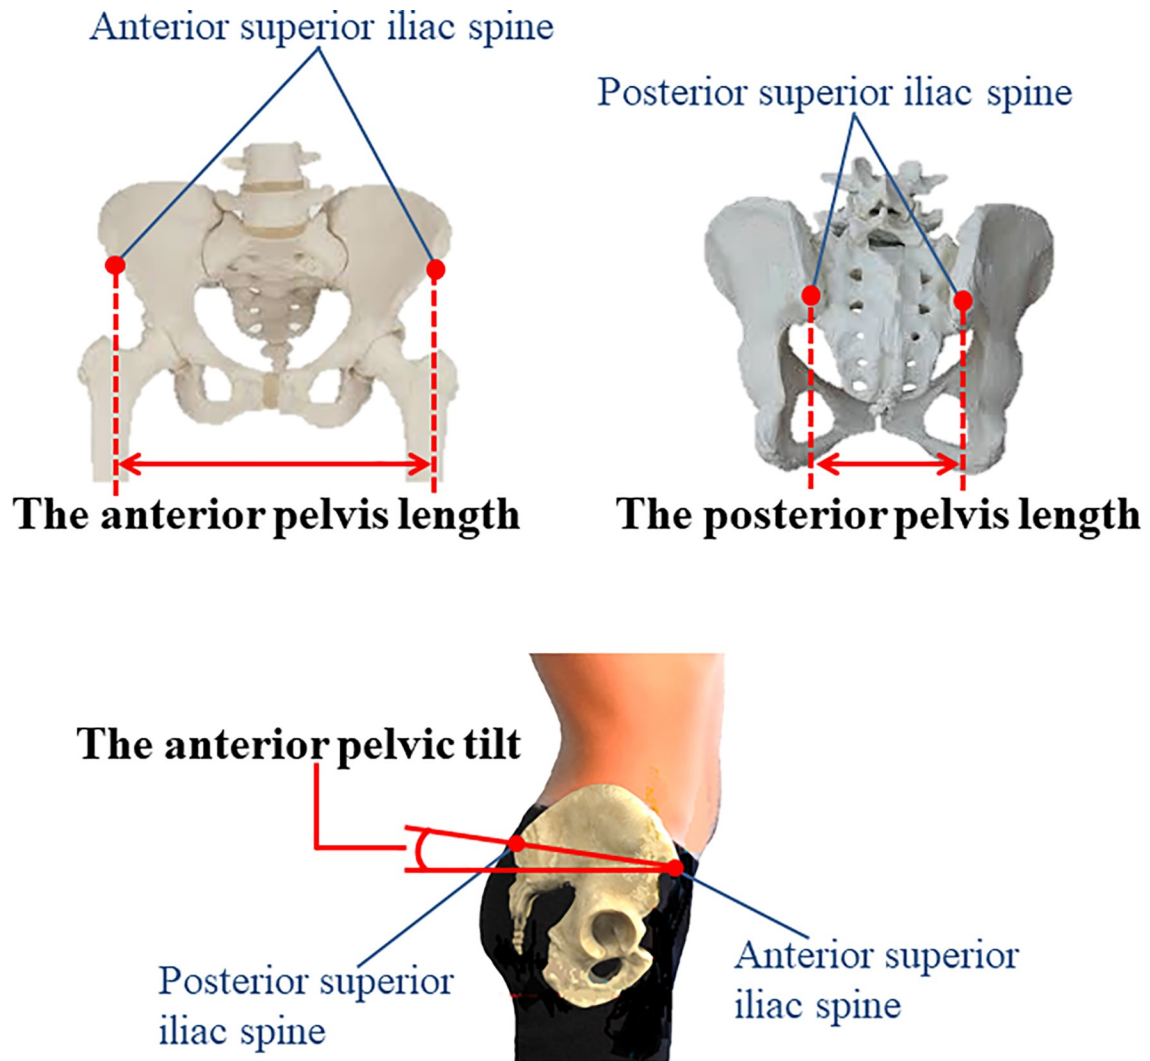 Anterior superior iliac spine
Posterior superior iliac spine
The anterior pelvis length
The posterior pelvis length
The anterior pelvic tilt
Posterior superior
iliac spine
Anterior superior
iliac spine